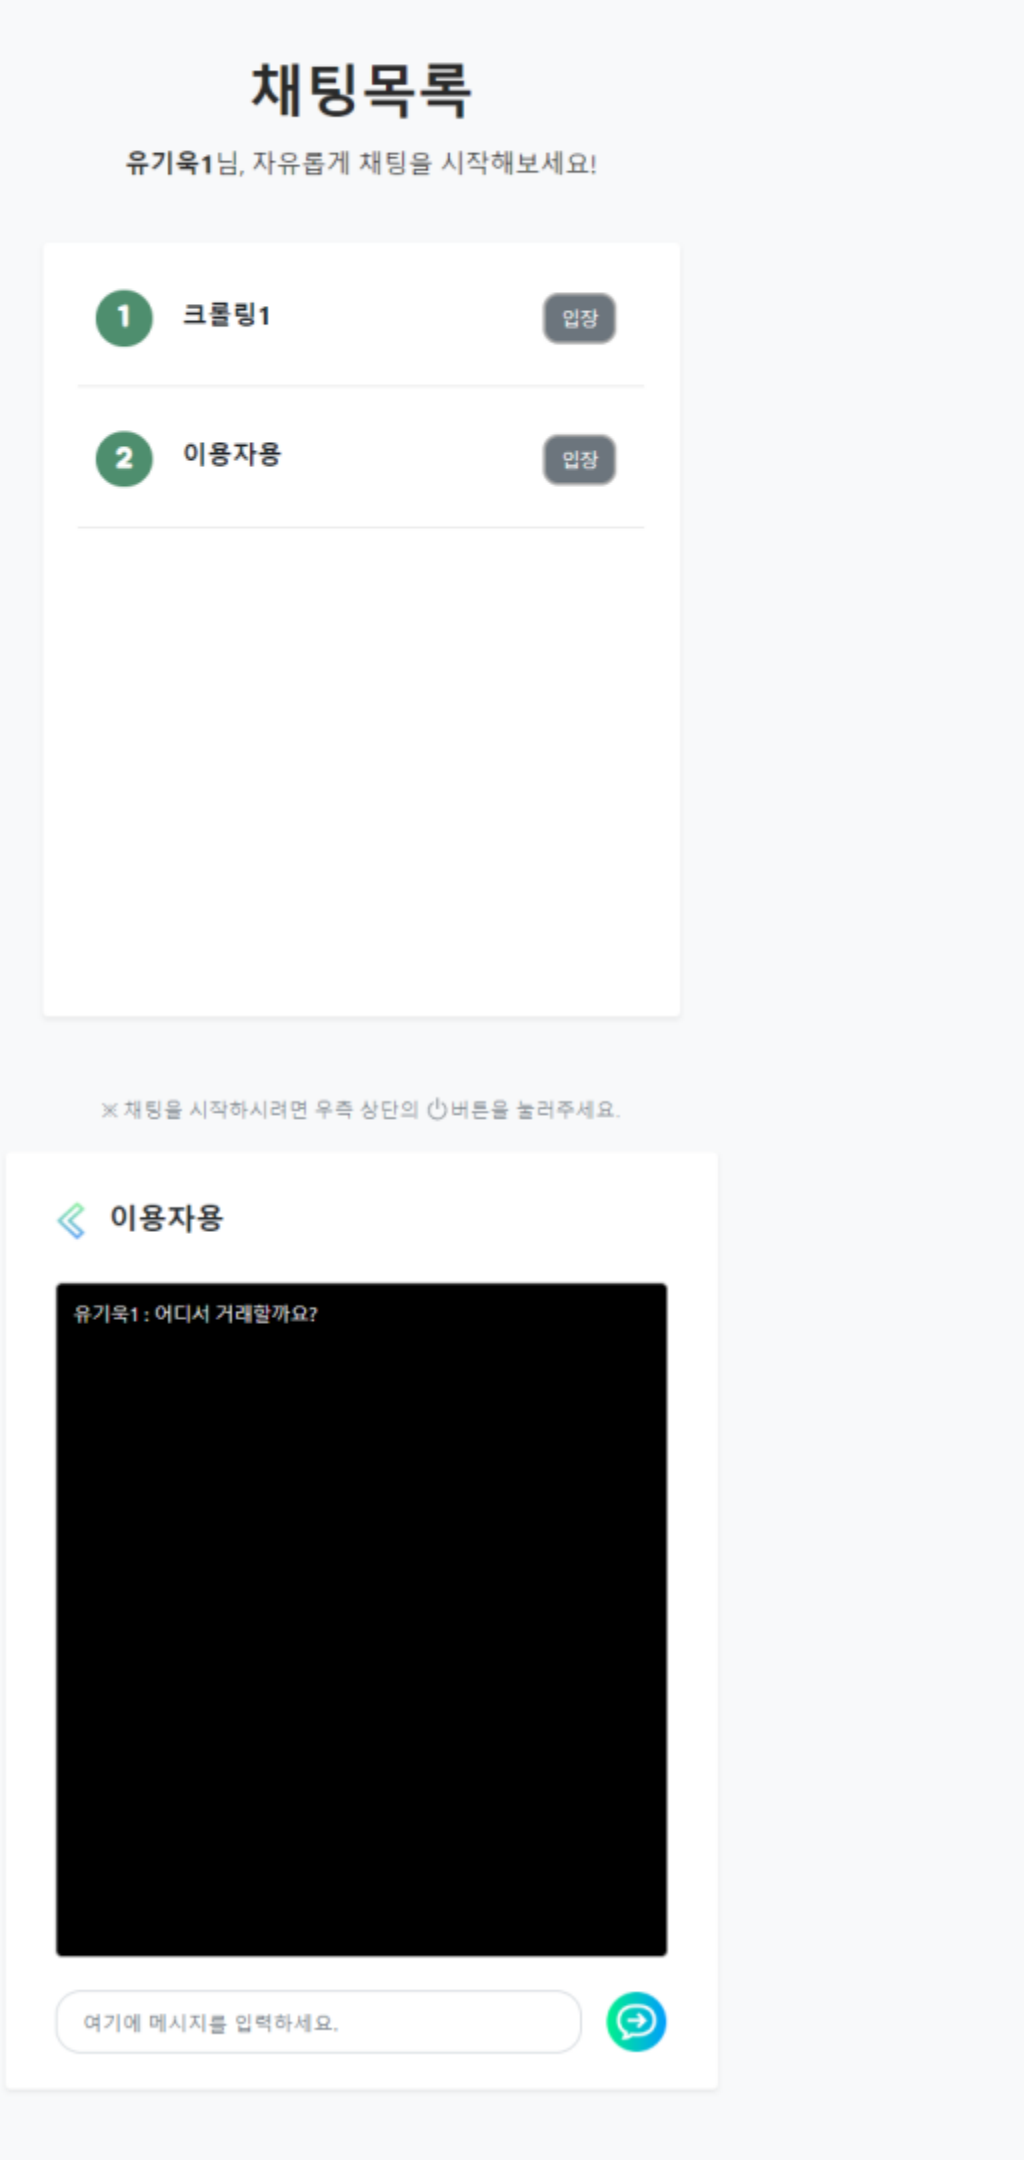 채팅목록
유기욱1님, 자유롭게 채팅을 시작해보세요!
1 크롤링1 입장
2 이용자용 입장
※ 채팅을 시작하시려면 우측 상단의 ⏻버튼을 눌러주세요.
이용자용
유기욱1 : 어디서 거래할까요?
여기에 메시지를 입력하세요.